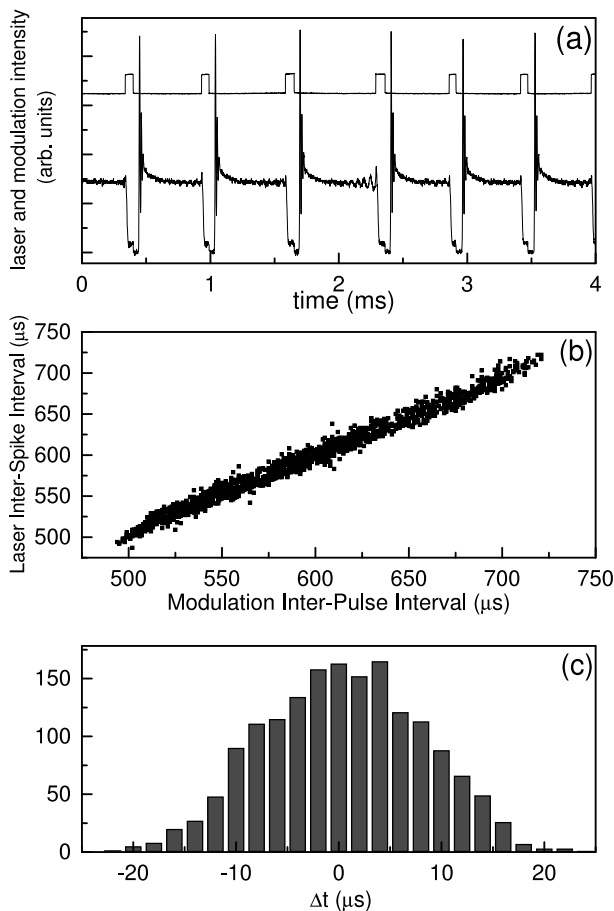 (a)
laser and modulation intensity
(arb. units)
0 1 2 3 4
time (ms)
(b)
750
700
650
600
550
500
Laser Inter-Spike Interval (μs)
500 550 600 650 700 750
Modulation Inter-Pulse Interval (μs)
(c)
150
100
50
0
-20 -10 0 10 20
Δt (μs)